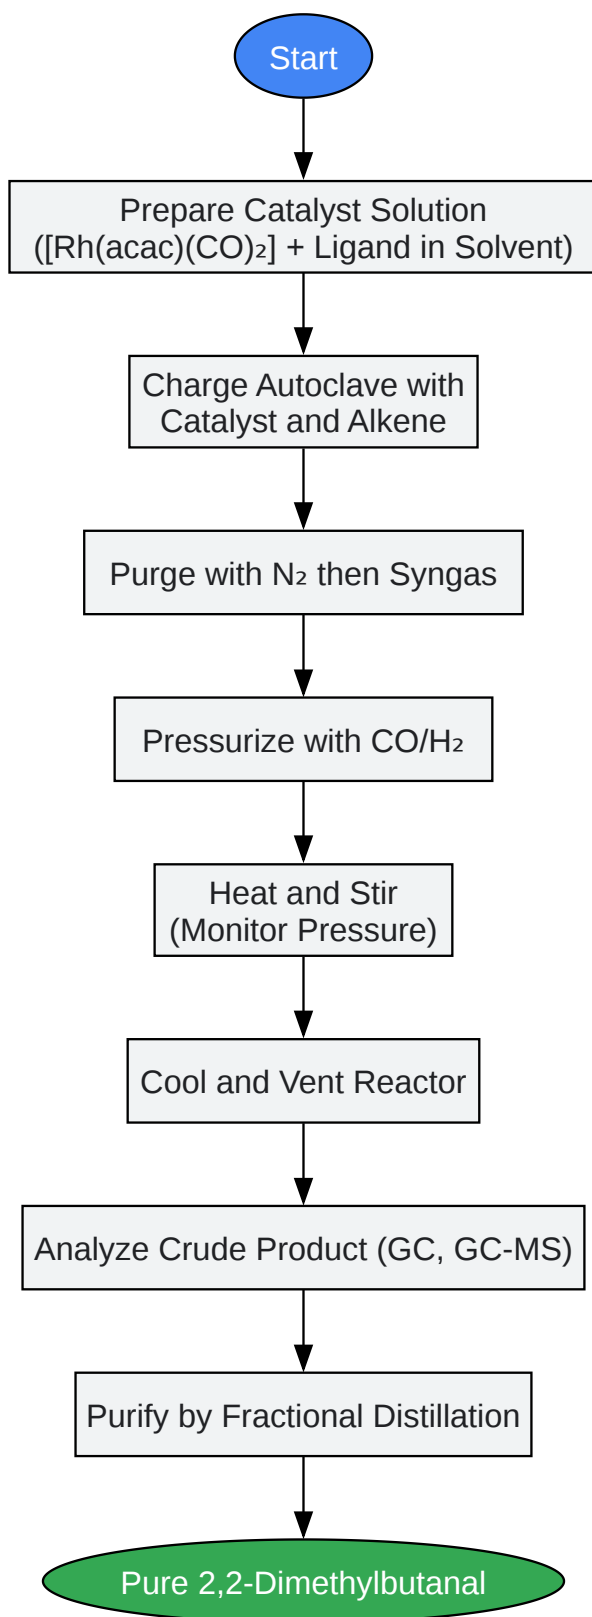 Start
Prepare Catalyst Solution
([Rh(acac)(CO)₂] + Ligand in Solvent)
Charge Autoclave with
Catalyst and Alkene
Purge with N₂ then Syngas
Pressurize with CO/H₂
Heat and Stir
(Monitor Pressure)
Cool and Vent Reactor
Analyze Crude Product (GC, GC-MS)
Purify by Fractional Distillation
Pure 2,2-Dimethylbutanal